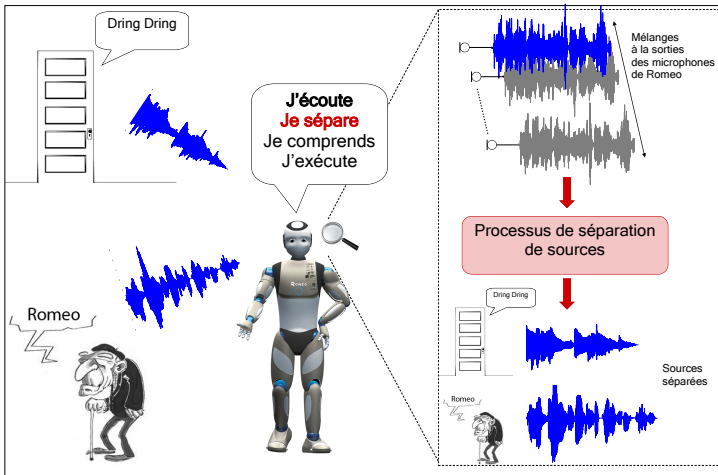 Dring Dring
J'écoute
Je sépare
Je comprends
J'exécute
Romeo
ROMEO
Mélanges
à la sorties
des microphones
de Romeo
Processus de séparation
de sources
Dring Dring
Romeo
Sources
séparées